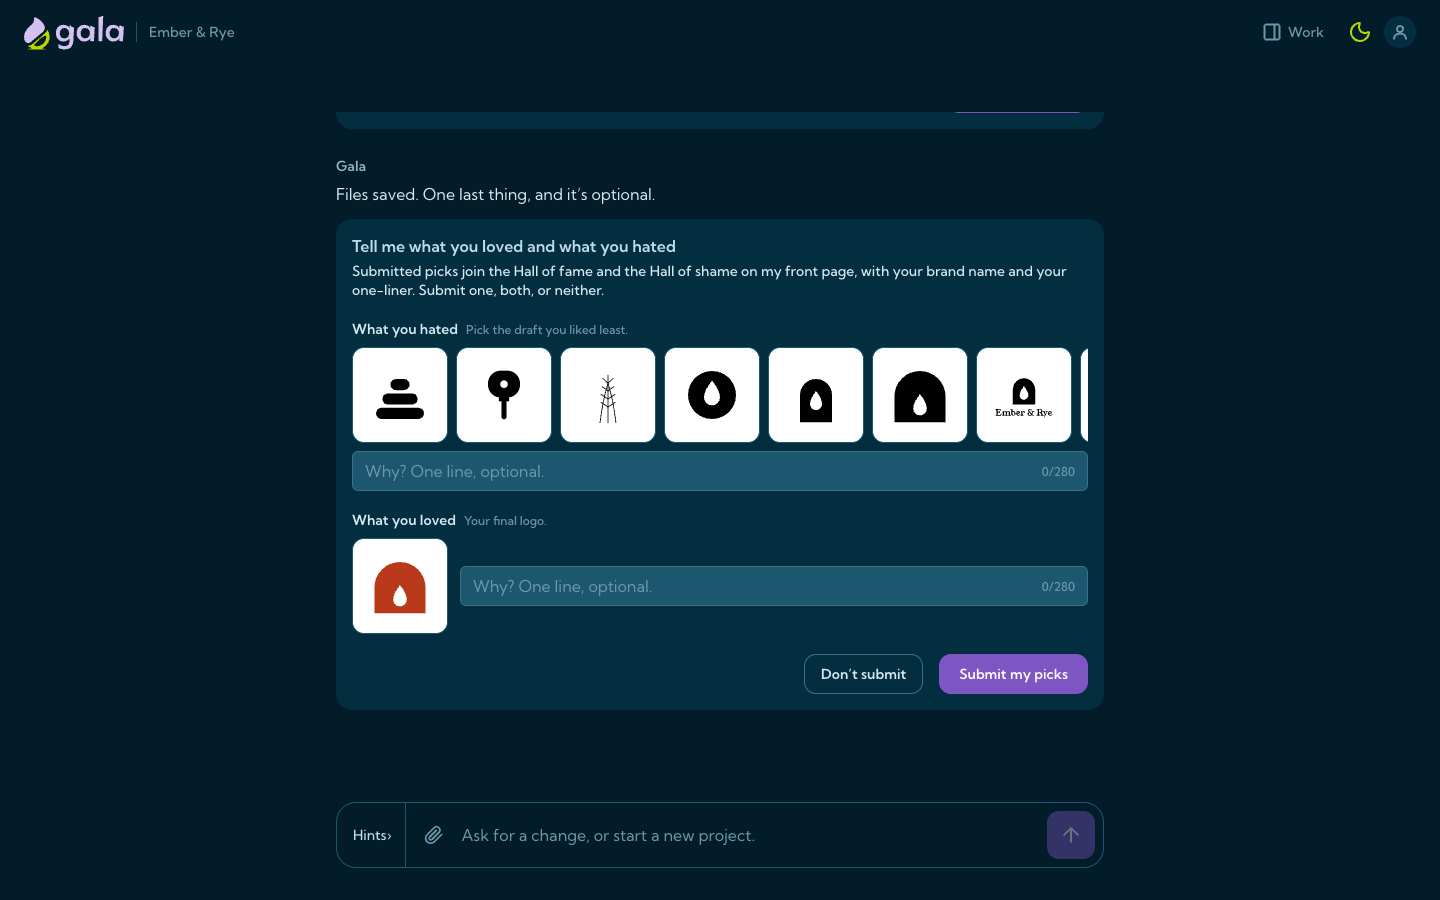 gala
Ember & Rye
Work
Gala
Files saved. One last thing, and it’s optional.
Tell me what you loved and what you hated
Submitted picks join the Hall of fame and the Hall of shame on my front page, with your brand name and your
one-liner. Submit one, both, or neither.
What you hated Pick the draft you liked least.
Ember & Rye
Why? One line, optional. 0/280
What you loved Your final logo.
Why? One line, optional. 0/280
Don’t submit
Submit my picks
Hints›
Ask for a change, or start a new project.